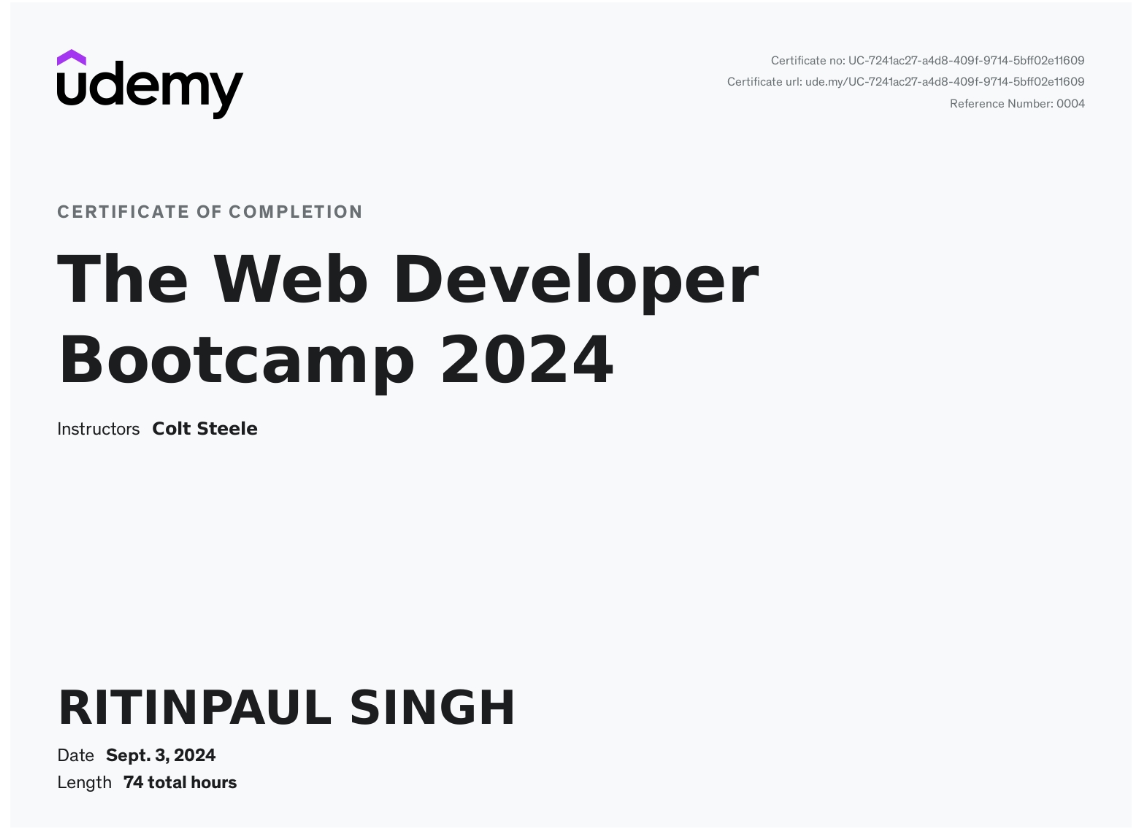 udemy
Certificate no: UC-7241ac27-a4d8-409f-9714-5bff02e11609
Certificate url: ude.my/UC-7241ac27-a4d8-409f-9714-5bff02e11609
Reference Number: 0004
CERTIFICATE OF COMPLETION
The Web Developer
Bootcamp 2024
Instructors Colt Steele
RITINPAUL SINGH
Date Sept. 3, 2024
Length 74 total hours